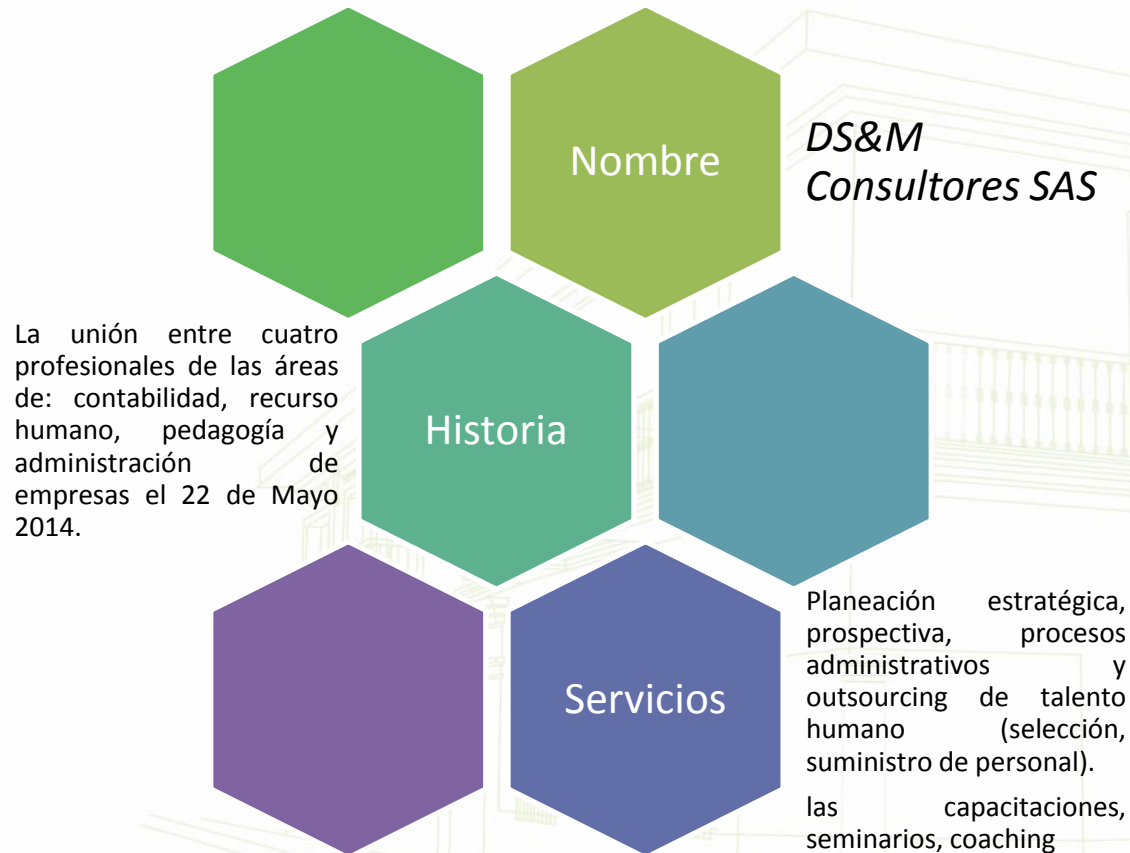 Nombre
DS&M
Consultores SAS
La unión entre cuatro
profesionales de las áreas
de: contabilidad, recurso
humano, pedagogía y
administración de
empresas el 22 de Mayo
2014.
Historia
Servicios
Planeación estratégica,
prospectiva, procesos
administrativos y
outsourcing de talento
humano (selección,
suministro de personal).
las capacitaciones,
seminarios, coaching